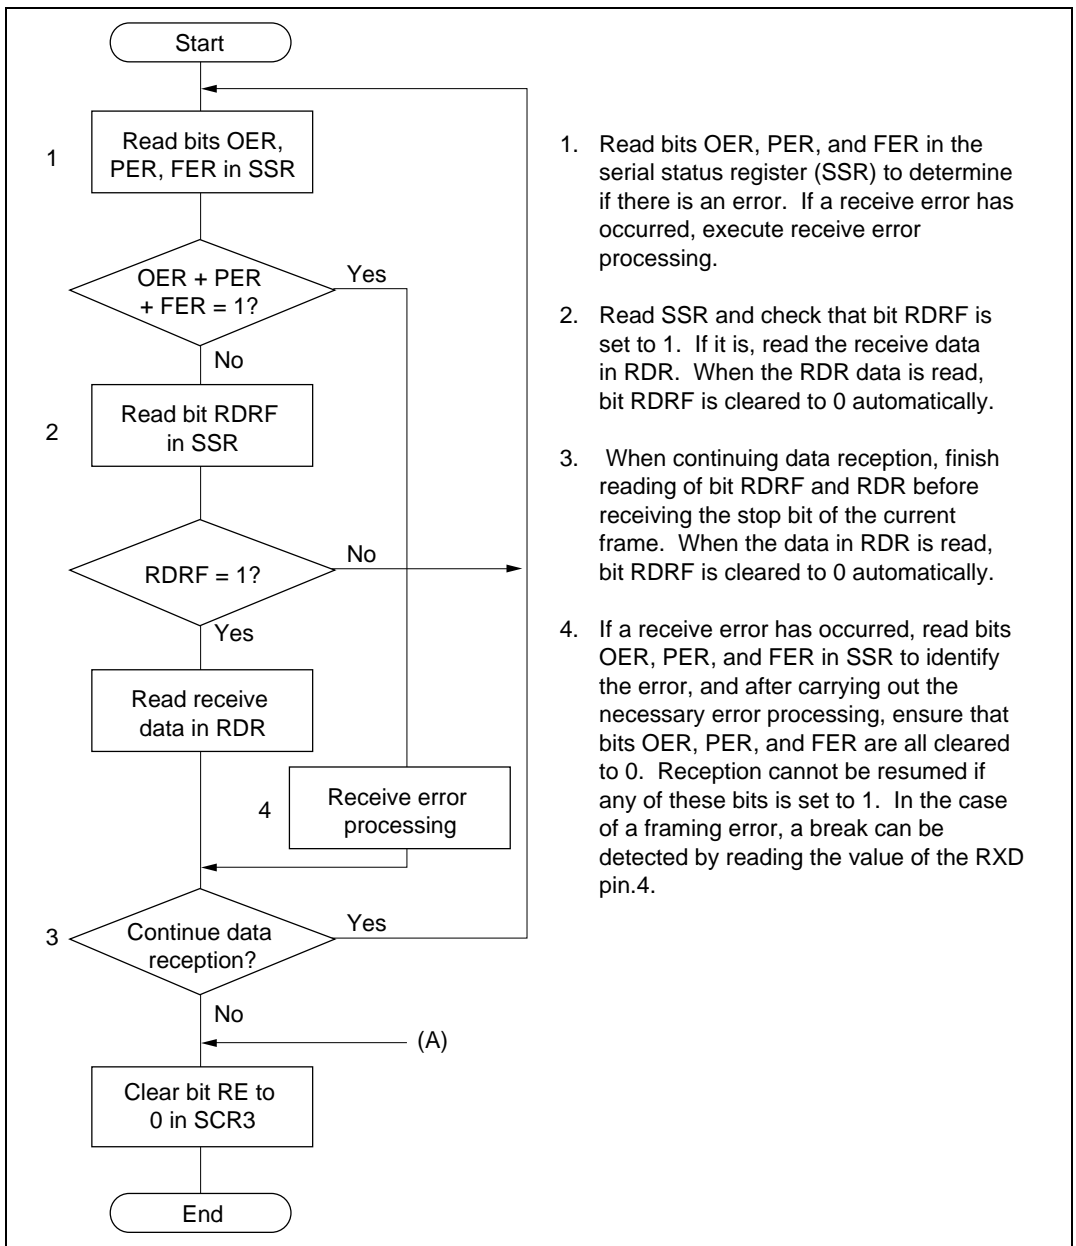 Start
1
Read bits OER,
PER, FER in SSR
OER + PER
+ FER = 1?
Yes
No
2
Read bit RDRF
in SSR
RDRF = 1?
No
Yes
Read receive
data in RDR
4
Receive error
processing
3
Continue data
reception?
Yes
No
(A)
Clear bit RE to
0 in SCR3
End
1. Read bits OER, PER, and FER in the
serial status register (SSR) to determine
if there is an error. If a receive error has
occurred, execute receive error
processing.
2. Read SSR and check that bit RDRF is
set to 1. If it is, read the receive data
in RDR. When the RDR data is read,
bit RDRF is cleared to 0 automatically.
3. When continuing data reception, finish
reading of bit RDRF and RDR before
receiving the stop bit of the current
frame. When the data in RDR is read,
bit RDRF is cleared to 0 automatically.
4. If a receive error has occurred, read bits
OER, PER, and FER in SSR to identify
the error, and after carrying out the
necessary error processing, ensure that
bits OER, PER, and FER are all cleared
to 0. Reception cannot be resumed if
any of these bits is set to 1. In the case
of a framing error, a break can be
detected by reading the value of the RXD
pin.4.